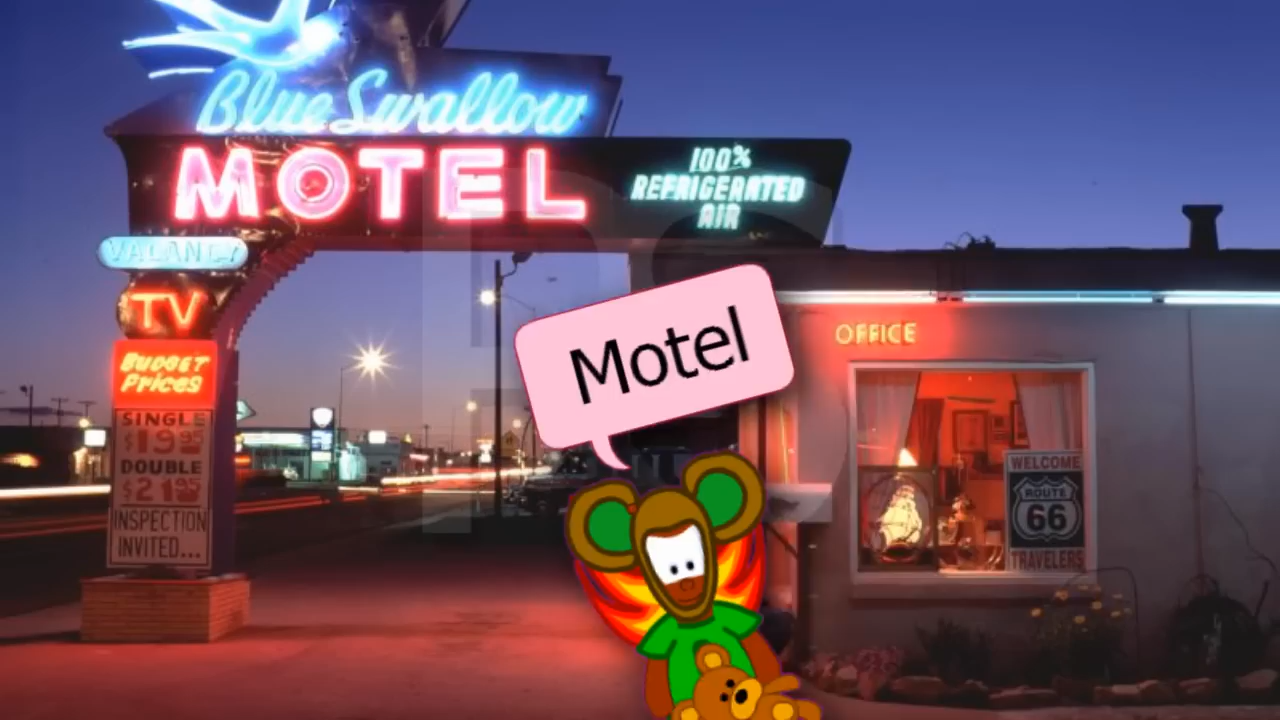 Blue Swallow
MOTEL
100%
REFRIGERATED
AIR
VACANCY
TV
BUDGET
PRICES
SINGLE
$19.95
DOUBLE
$21.95
INSPECTION
INVITED...
OFFICE
Motel
WELCOME
ROUTE
66
TRAVELERS